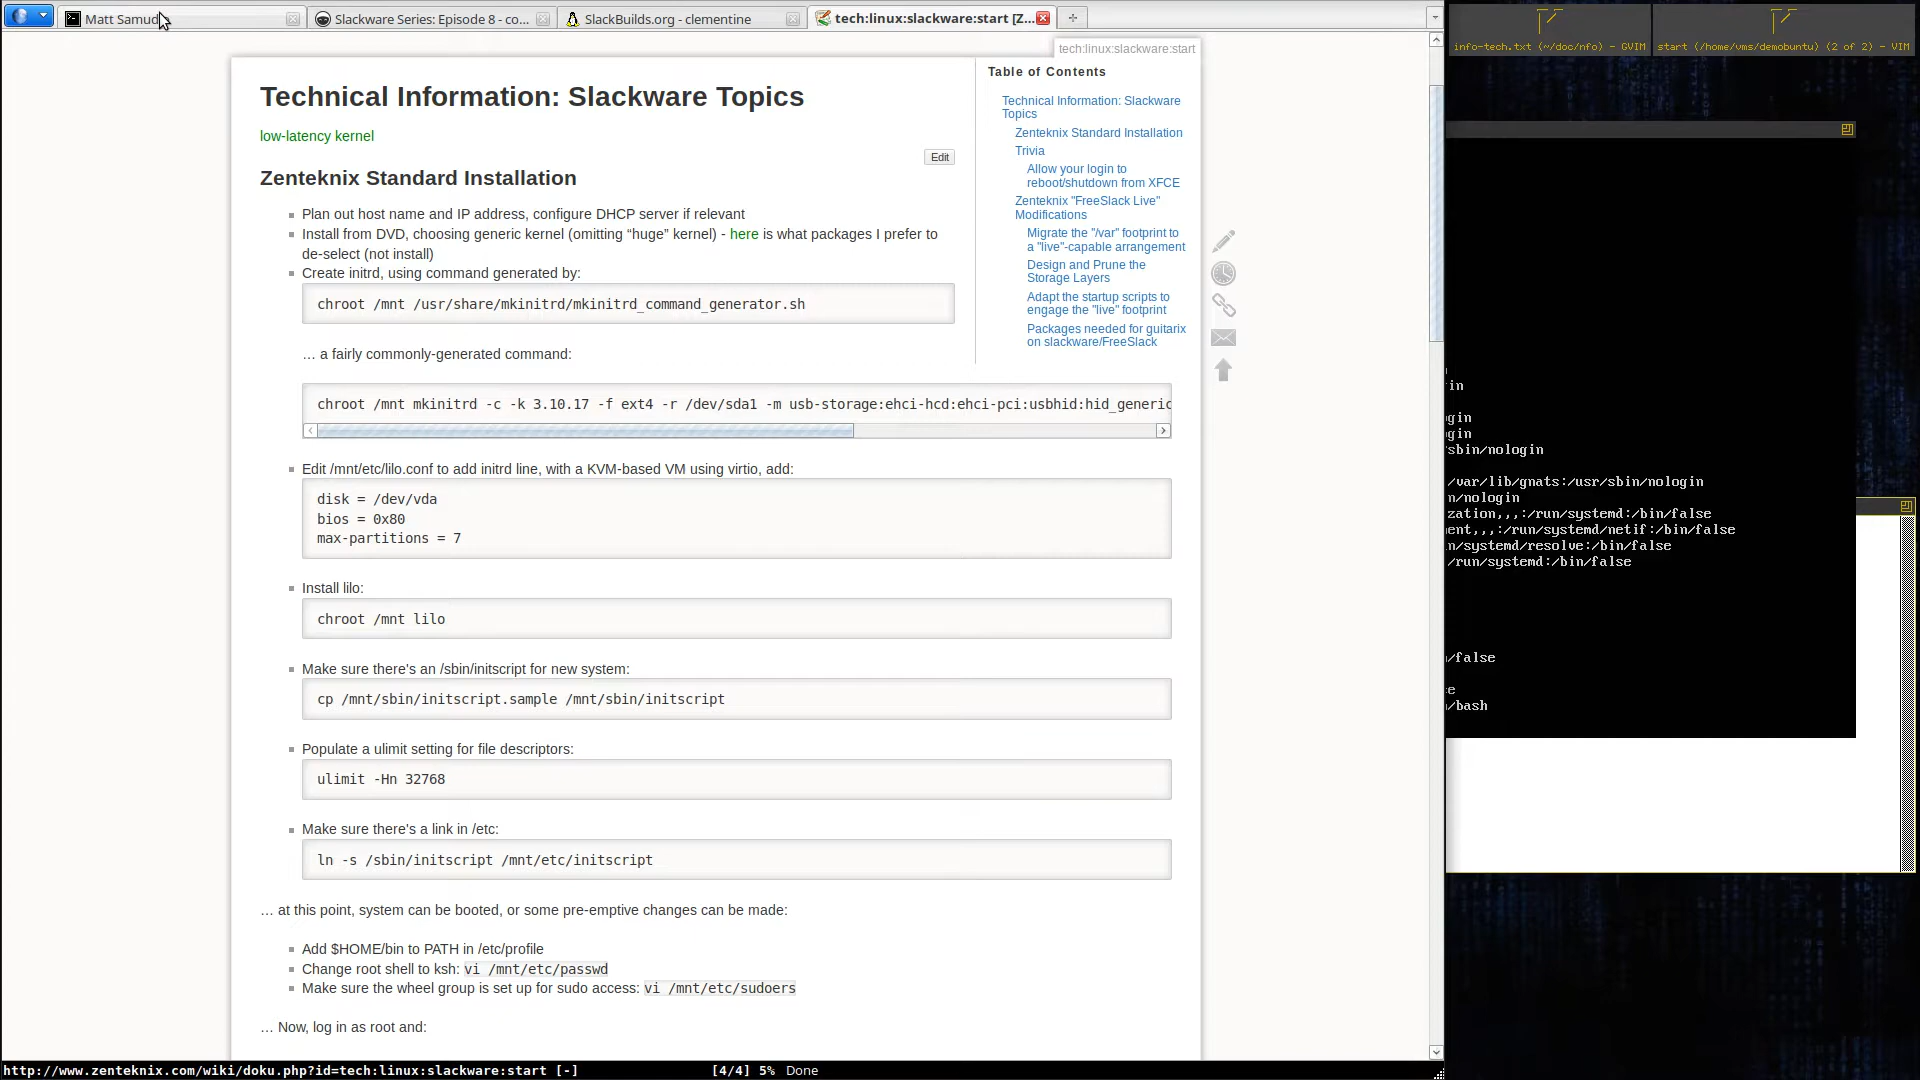 Matt Samud
Slackware Series: Episode 8 - co...
SlackBuilds.org - clementine
tech:linux:slackware:start [Z...
info-tech.txt (~/doc/nfo) - GVIM
start (/home/vms/demobuntu) (2 of 2) - VIM
tech:linux:slackware:start
Technical Information: Slackware Topics
low-latency kernel
Edit
Zenteknix Standard Installation
Plan out host name and IP address, configure DHCP server if relevant
Install from DVD, choosing generic kernel (omitting “huge” kernel) - here is what packages I prefer to
de-select (not install)
Create initrd, using command generated by:
chroot /mnt /usr/share/mkinitrd/mkinitrd_command_generator.sh
… a fairly commonly-generated command:
chroot /mnt mkinitrd -c -k 3.10.17 -f ext4 -r /dev/sda1 -m usb-storage:ehci-hcd:ehci-pci:usbhid:hid_generic
Edit /mnt/etc/lilo.conf to add initrd line, with a KVM-based VM using virtio, add:
disk = /dev/vda
bios = 0x80
max-partitions = 7
Install lilo:
chroot /mnt lilo
Make sure there's an /sbin/initscript for new system:
cp /mnt/sbin/initscript.sample /mnt/sbin/initscript
Populate a ulimit setting for file descriptors:
ulimit -Hn 32768
Make sure there's a link in /etc:
ln -s /sbin/initscript /mnt/etc/initscript
… at this point, system can be booted, or some pre-emptive changes can be made:
Add $HOME/bin to PATH in /etc/profile
Change root shell to ksh: vi /mnt/etc/passwd
Make sure the wheel group is set up for sudo access: vi /mnt/etc/sudoers
… Now, log in as root and:
Table of Contents
Technical Information: Slackware
Topics
Zenteknix Standard Installation
Trivia
Allow your login to
reboot/shutdown from XFCE
Zenteknix "FreeSlack Live"
Modifications
Migrate the "/var" footprint to
a "live"-capable arrangement
Design and Prune the
Storage Layers
Adapt the startup scripts to
engage the "live" footprint
Packages needed for guitarix
on slackware/FreeSlack
in
gin
gin
sbin/nologin
/var/lib/gnats:/usr/sbin/nologin
n/nologin
zation,,,:/run/systemd:/bin/false
ment,,,:/run/systemd/netif:/bin/false
n/systemd/resolve:/bin/false
/run/systemd:/bin/false
/false
e
/bash
http://www.zenteknix.com/wiki/doku.php?id=tech:linux:slackware:start [-]
[4/4] 5% Done